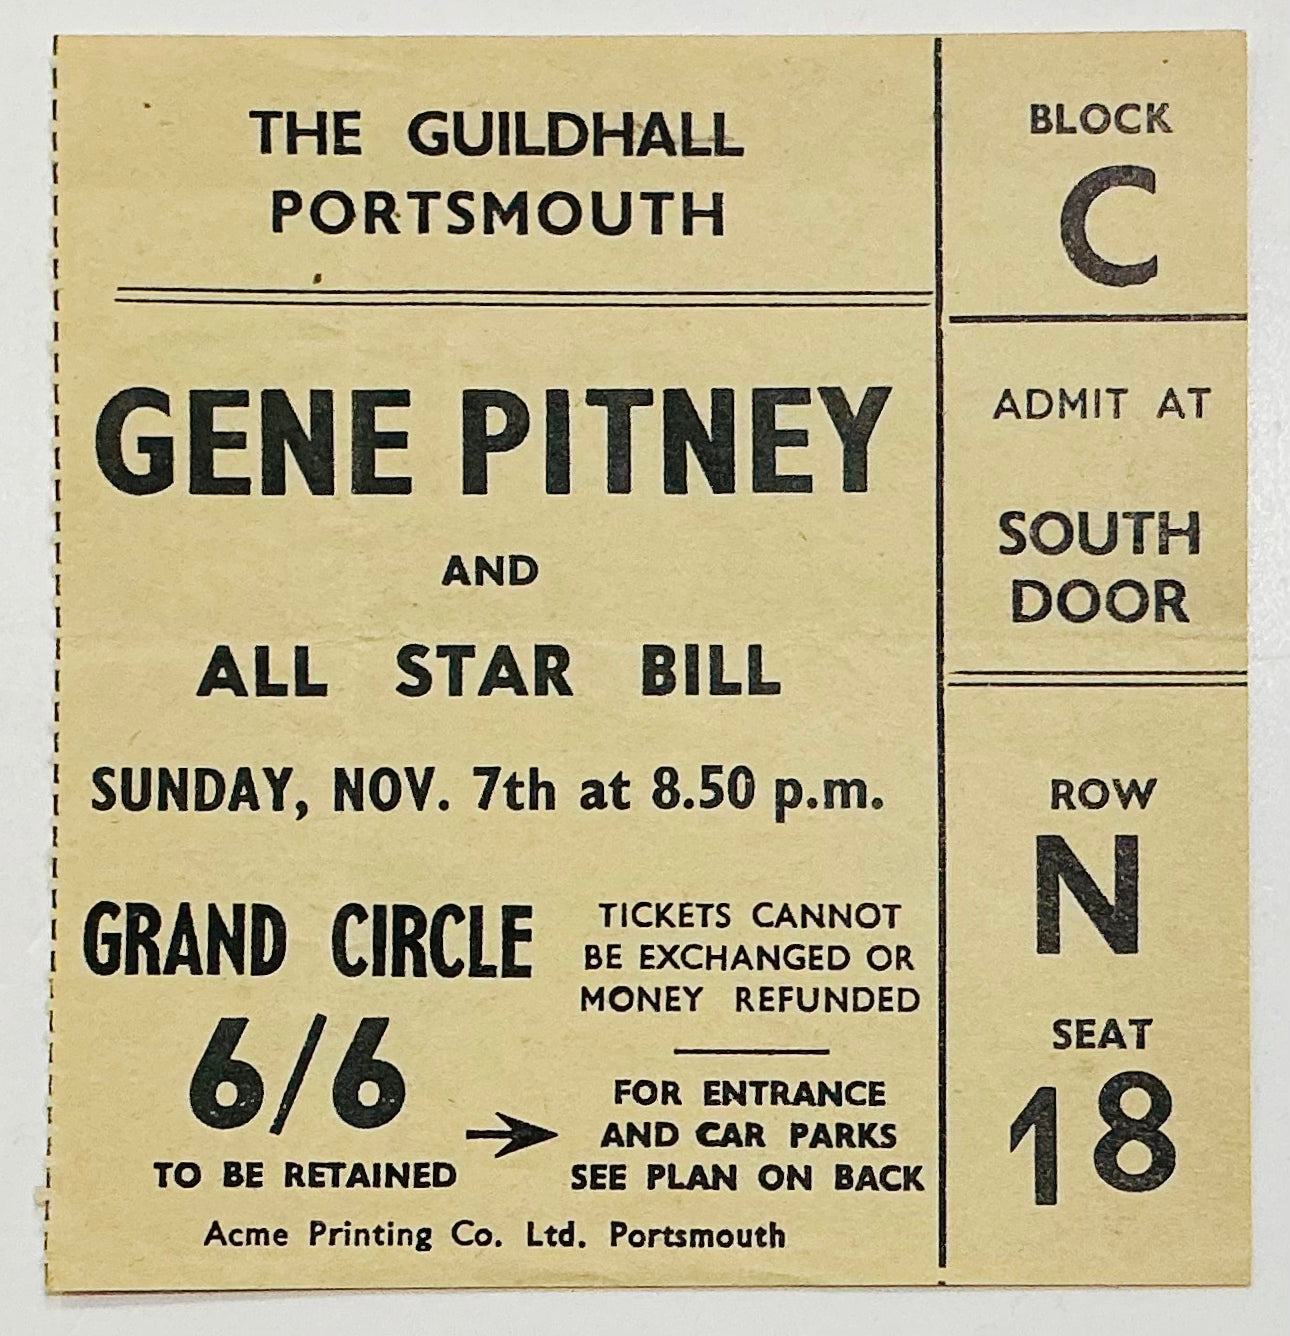 THE GUILDHALL
PORTSMOUTH
GENE PITNEY
AND
ALL STAR BILL
SUNDAY, NOV. 7th at 8.50 p.m.
GRAND CIRCLE
6/6
TO BE RETAINED
TICKETS CANNOT
BE EXCHANGED OR
MONEY REFUNDED
FOR ENTRANCE
AND CAR PARKS
SEE PLAN ON BACK
Acme Printing Co. Ltd. Portsmouth
BLOCK
C
ADMIT AT
SOUTH
DOOR
ROW
N
SEAT
18